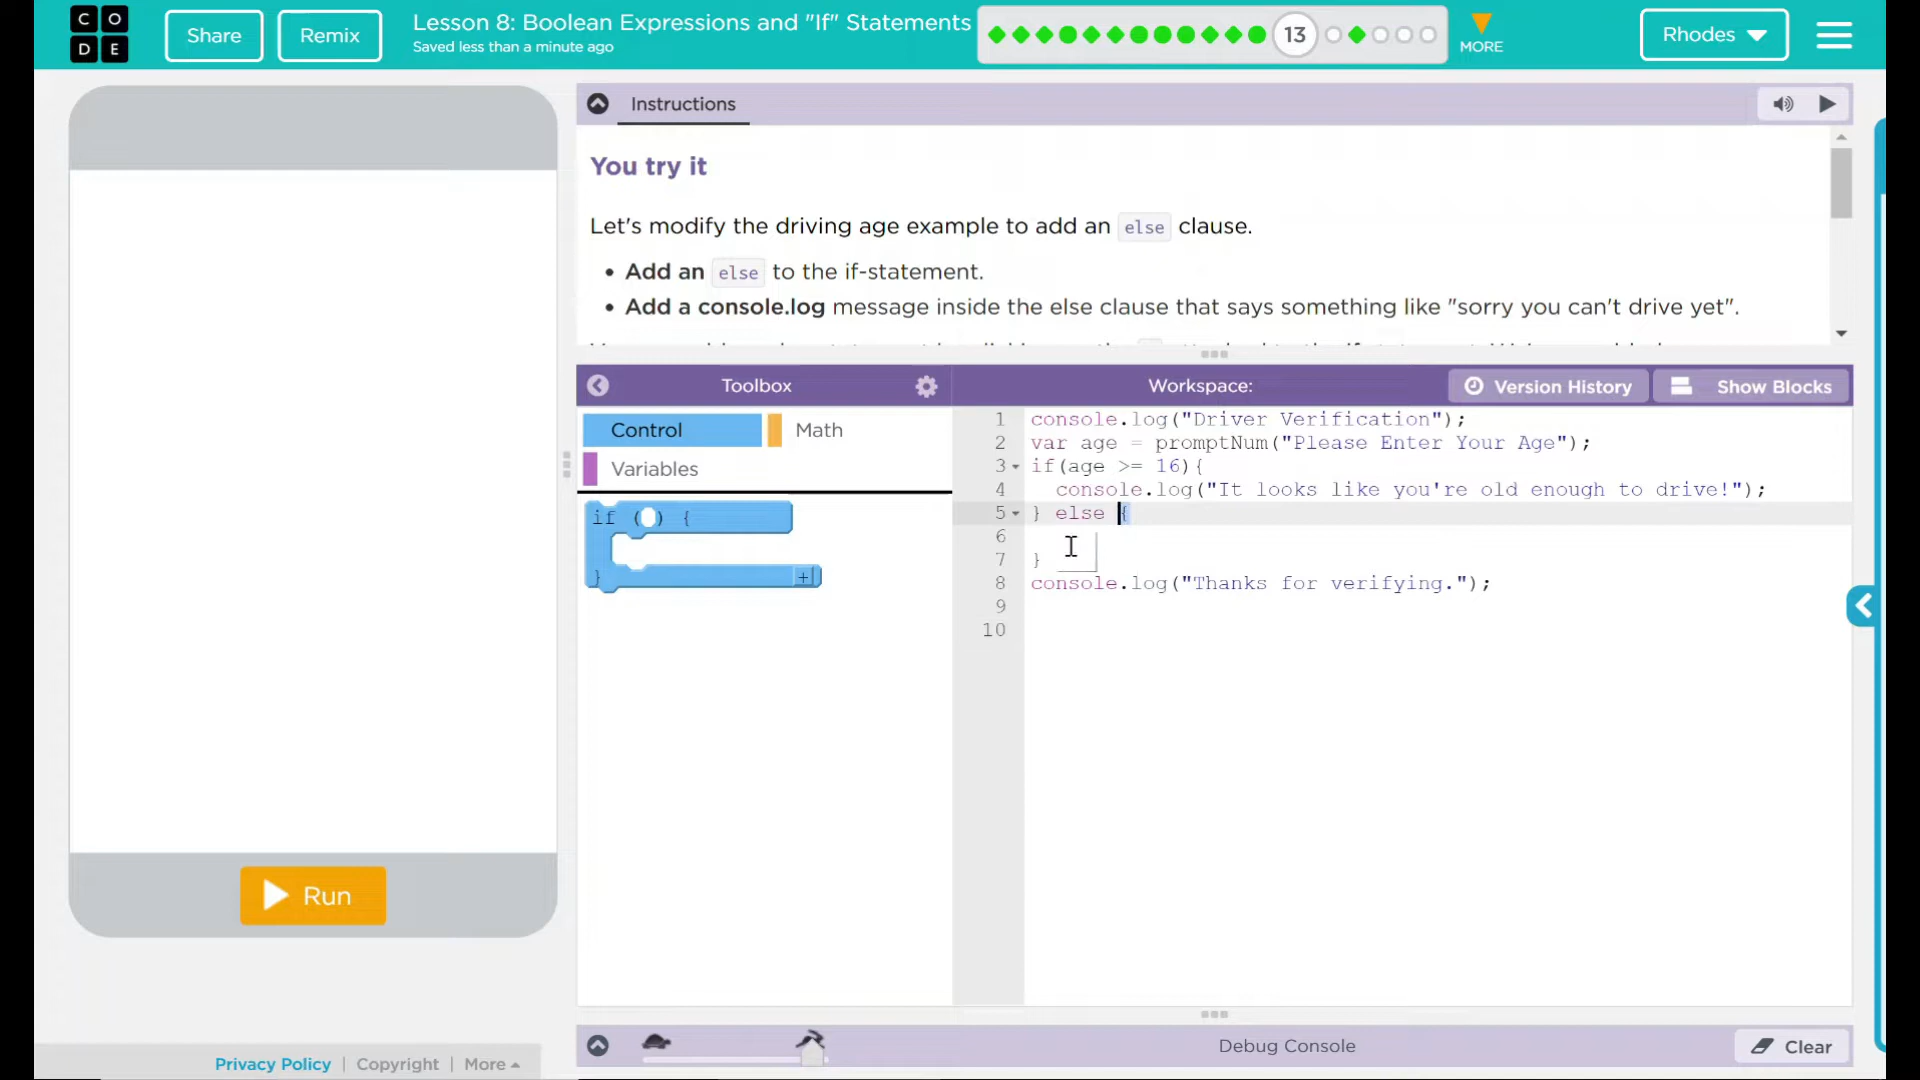 C O
D E
Share
Remix
Lesson 8: Boolean Expressions and "If" Statements
Saved less than a minute ago
13
MORE
Rhodes
Instructions
You try it
Let's modify the driving age example to add an else clause.
• Add an else to the if-statement.
• Add a console.log message inside the else clause that says something like "sorry you can't drive yet".
Toolbox
Workspace:
Version History
Show Blocks
Control
Math
Variables
if ( ) {
}
+
1 console.log("Driver Verification");
2 var age = promptNum("Please Enter Your Age");
3 if(age >= 16){
4 console.log("It looks like you're old enough to drive!");
5 } else {
6
7 }
8 console.log("Thanks for verifying.");
9
10
Run
Debug Console
Clear
Privacy Policy | Copyright | More